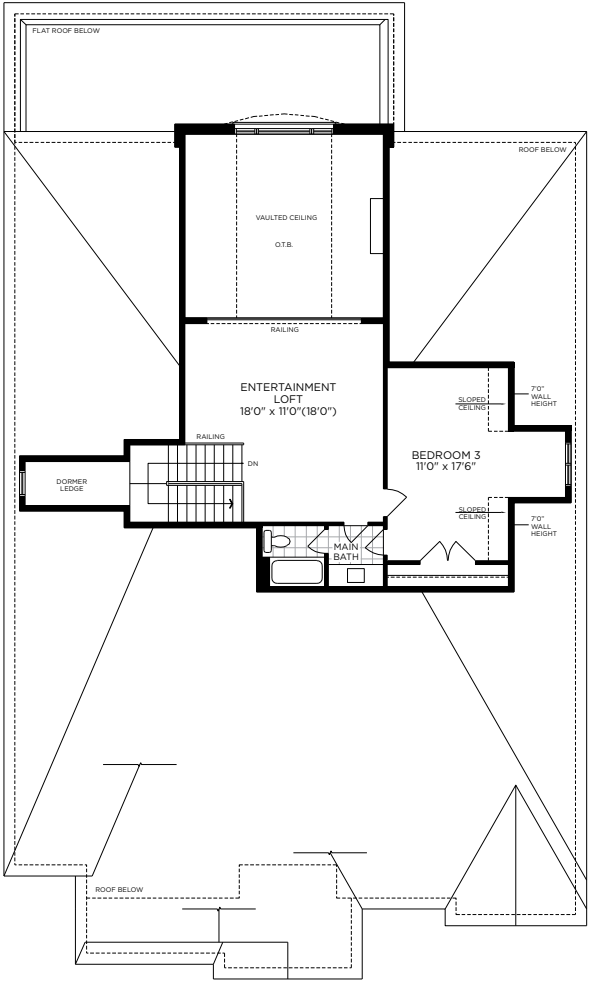 FLAT ROOF BELOW
ROOF BELOW
VAULTED CEILING
O.T.B.
RAILING
ENTERTAINMENT
LOFT
18'0" x 11'0"(18'0")
7'0"
WALL
HEIGHT
SLOPED
CEILING
RAILING
BEDROOM 3
11'0" x 17'6"
DN
DORMER
LEDGE
SLOPED
CEILING
7'0"
WALL
HEIGHT
MAIN
BATH
ROOF BELOW